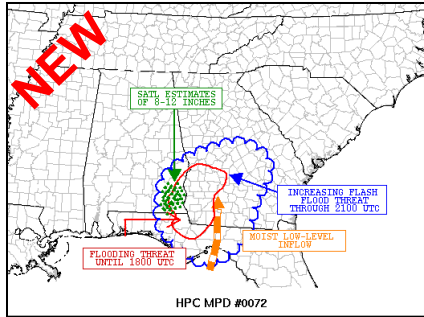 NEW
SATL ESTIMATES
OF 8-12 INCHES
INCREASING FLASH
FLOOD THREAT
THROUGH 2100 UTC
MOIST LOW-LEVEL
INFLOW
FLOODING THREAT
UNTIL 1800 UTC
HPC MPD #0072